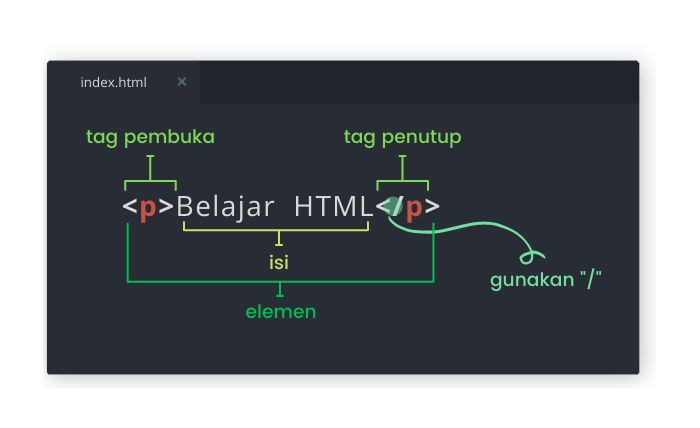 index.html ×
tag pembuka tag penutup
<p>Belajar HTML</p>
isi
gunakan "/"
elemen